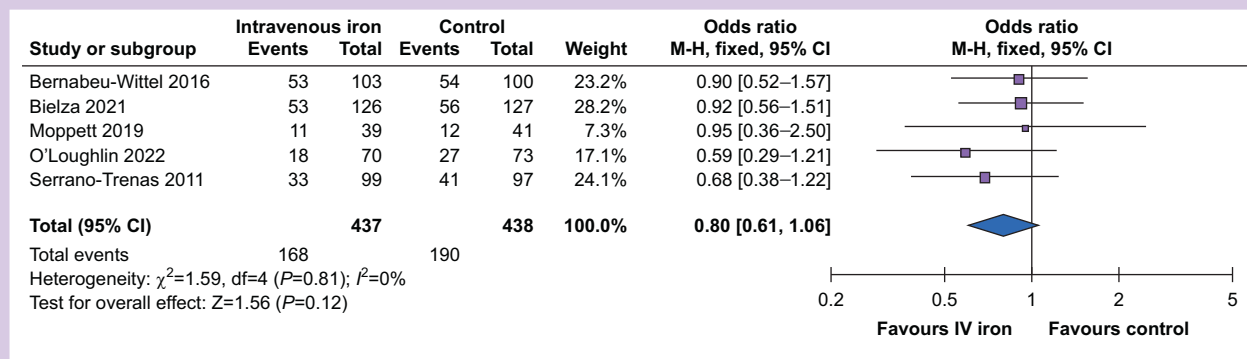 Intravenous iron Control Odds ratio Odds ratio
Study or subgroup Events Total Events Total Weight M-H, fixed, 95% CI M-H, fixed, 95% CI
Bernabeu-Wittel 2016 53 103 54 100 23.2% 0.90 [0.52–1.57]
Bielza 2021 53 126 56 127 28.2% 0.92 [0.56–1.51]
Moppett 2019 11 39 12 41 7.3% 0.95 [0.36–2.50]
O'Loughlin 2022 18 70 27 73 17.1% 0.59 [0.29–1.21]
Serrano-Trenas 2011 33 99 41 97 24.1% 0.68 [0.38–1.22]
Total (95% CI) 437 438 100.0% 0.80 [0.61, 1.06]
Total events 168 190
Heterogeneity: χ²=1.59, df=4 (P=0.81); I²=0%
Test for overall effect: Z=1.56 (P=0.12)
0.2 0.5 1 2 5
Favours IV iron Favours control